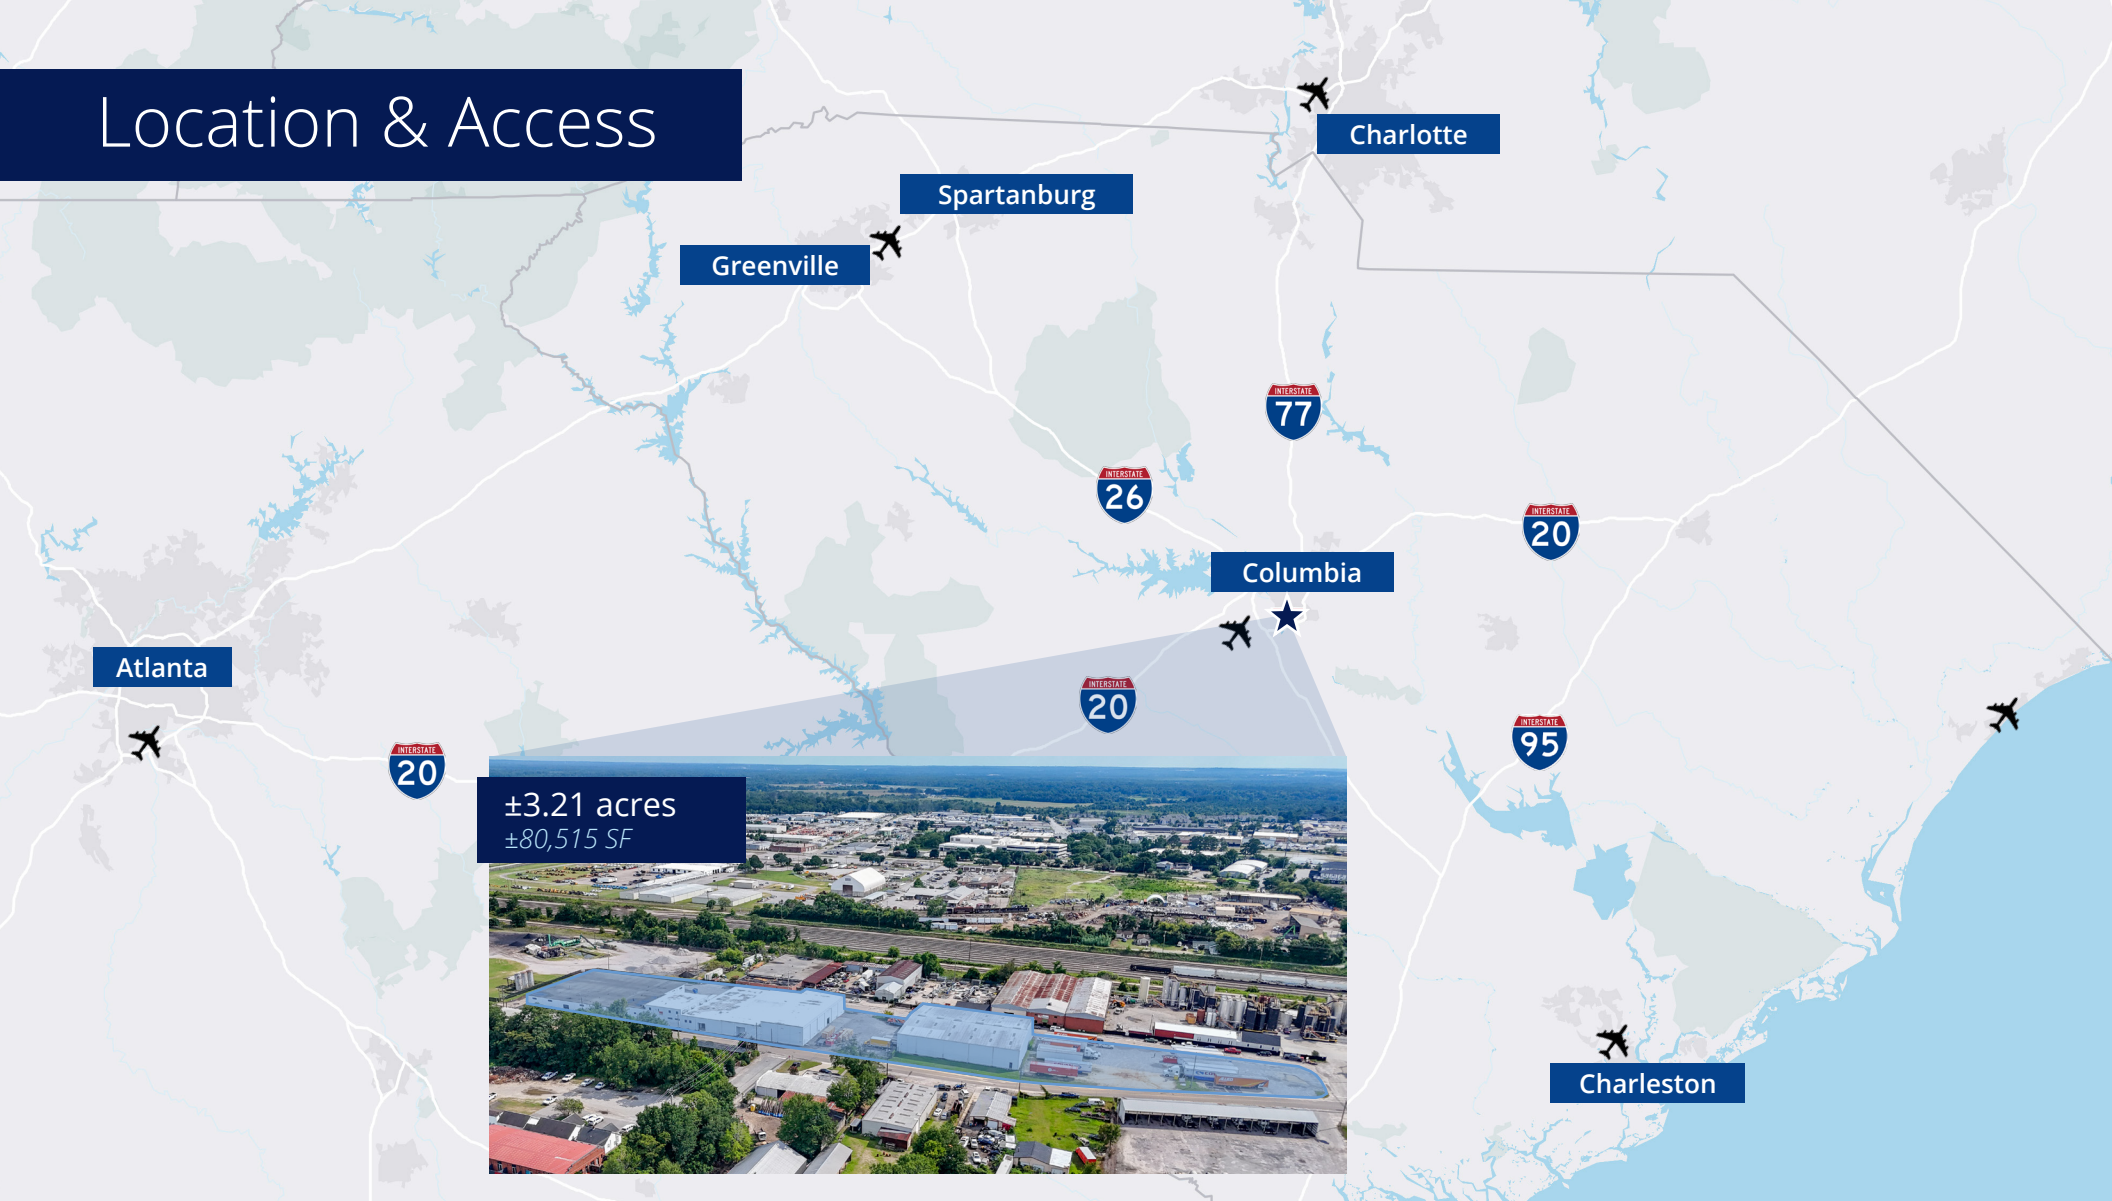 Location & Access
Charlotte
Spartanburg
Greenville
INTERSTATE
77
INTERSTATE
26
INTERSTATE
20
Columbia
Atlanta
INTERSTATE
20
INTERSTATE
95
INTERSTATE
20
±3.21 acres
±80,515 SF
Charleston